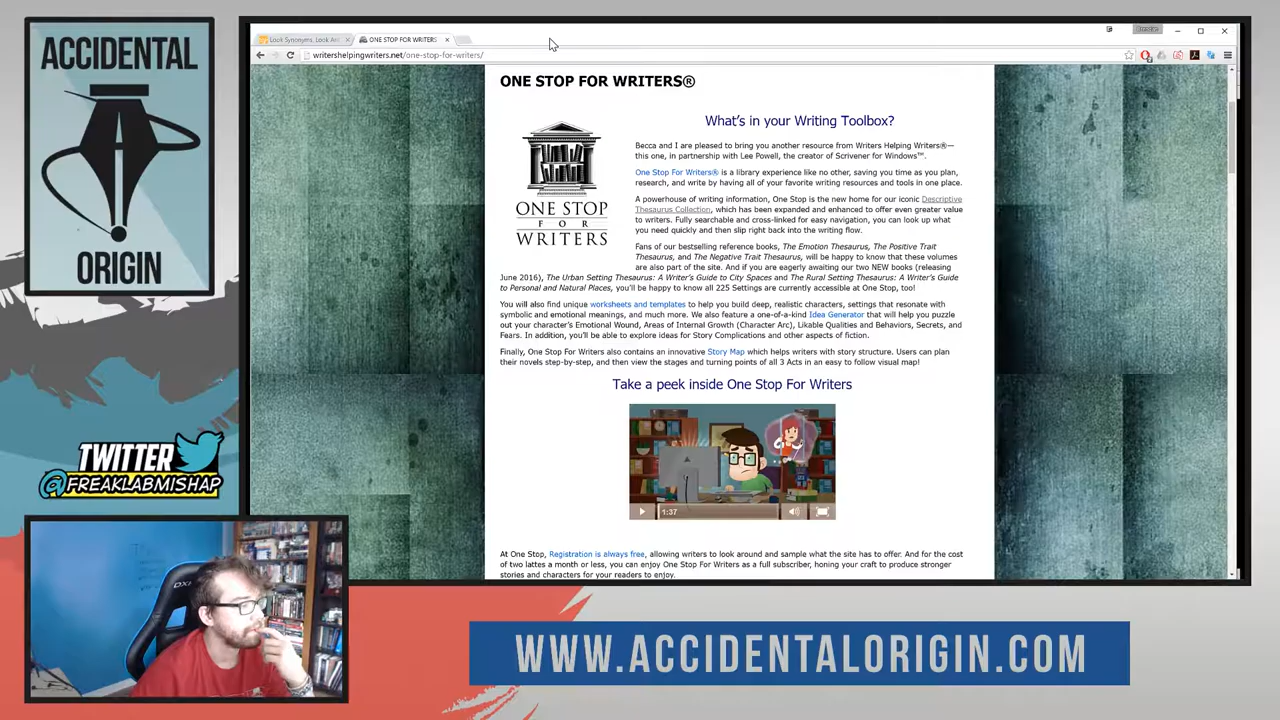 ACCIDENTAL
ORIGIN
TWITTER
@FREAKLABMISHAP
ONE STOP FOR WRITERS
writershelpingwriters.net/one-stop-for-writers/
ONE STOP FOR WRITERS®
What's in your Writing Toolbox?
ONE STOP
FOR
WRITERS
Becca and I are pleased to bring you another resource from Writers Helping Writers®—
this one, in partnership with Lee Powell, the creator of Scrivener for Windows™.
One Stop For Writers® is a library experience like no other, saving you time as you plan,
research, and write by having all of your favorite writing resources and tools in one place.
A powerhouse of writing information, One Stop is the new home for our iconic Descriptive
Thesaurus Collection, which has been expanded and enhanced to offer even greater value
to writers. Fully searchable and cross-linked for easy navigation, you can look up what
you need quickly and then slip right back into the writing flow.
Fans of our bestselling reference books, The Emotion Thesaurus, The Positive Trait
Thesaurus, and The Negative Trait Thesaurus, will be happy to know that these volumes
are also part of the site. And if you are eagerly awaiting our two NEW books (releasing
June 2016), The Urban Setting Thesaurus: A Writer's Guide to City Spaces and The Rural Setting Thesaurus: A Writer's Guide
to Personal and Natural Places, you'll be happy to know all 225 Settings are currently accessible at One Stop, too!
You will also find unique worksheets and templates to help you build deep, realistic characters, settings that resonate with
symbolic and emotional meanings, and much more. We also feature a one-of-a-kind Idea Generator that will help you puzzle
out your character's Emotional Wound, Areas of Internal Growth (Character Arc), Likable Qualities and Behaviors, Secrets, and
Fears. In addition, you'll be able to explore ideas for Story Complications and other aspects of fiction.
Finally, One Stop For Writers also contains an innovative Story Map which helps writers with story structure. Users can plan
their novels step-by-step, and then view the stages and turning points of all 3 Acts in an easy to follow visual map!
Take a peek inside One Stop For Writers
1:37
At One Stop, Registration is always free, allowing writers to look around and sample what the site has to offer. And for the cost
of two lattes a month or less, you can enjoy One Stop For Writers as a full subscriber, honing your craft to produce stronger
stories and characters for your readers to enjoy.
WWW.ACCIDENTALORIGIN.COM